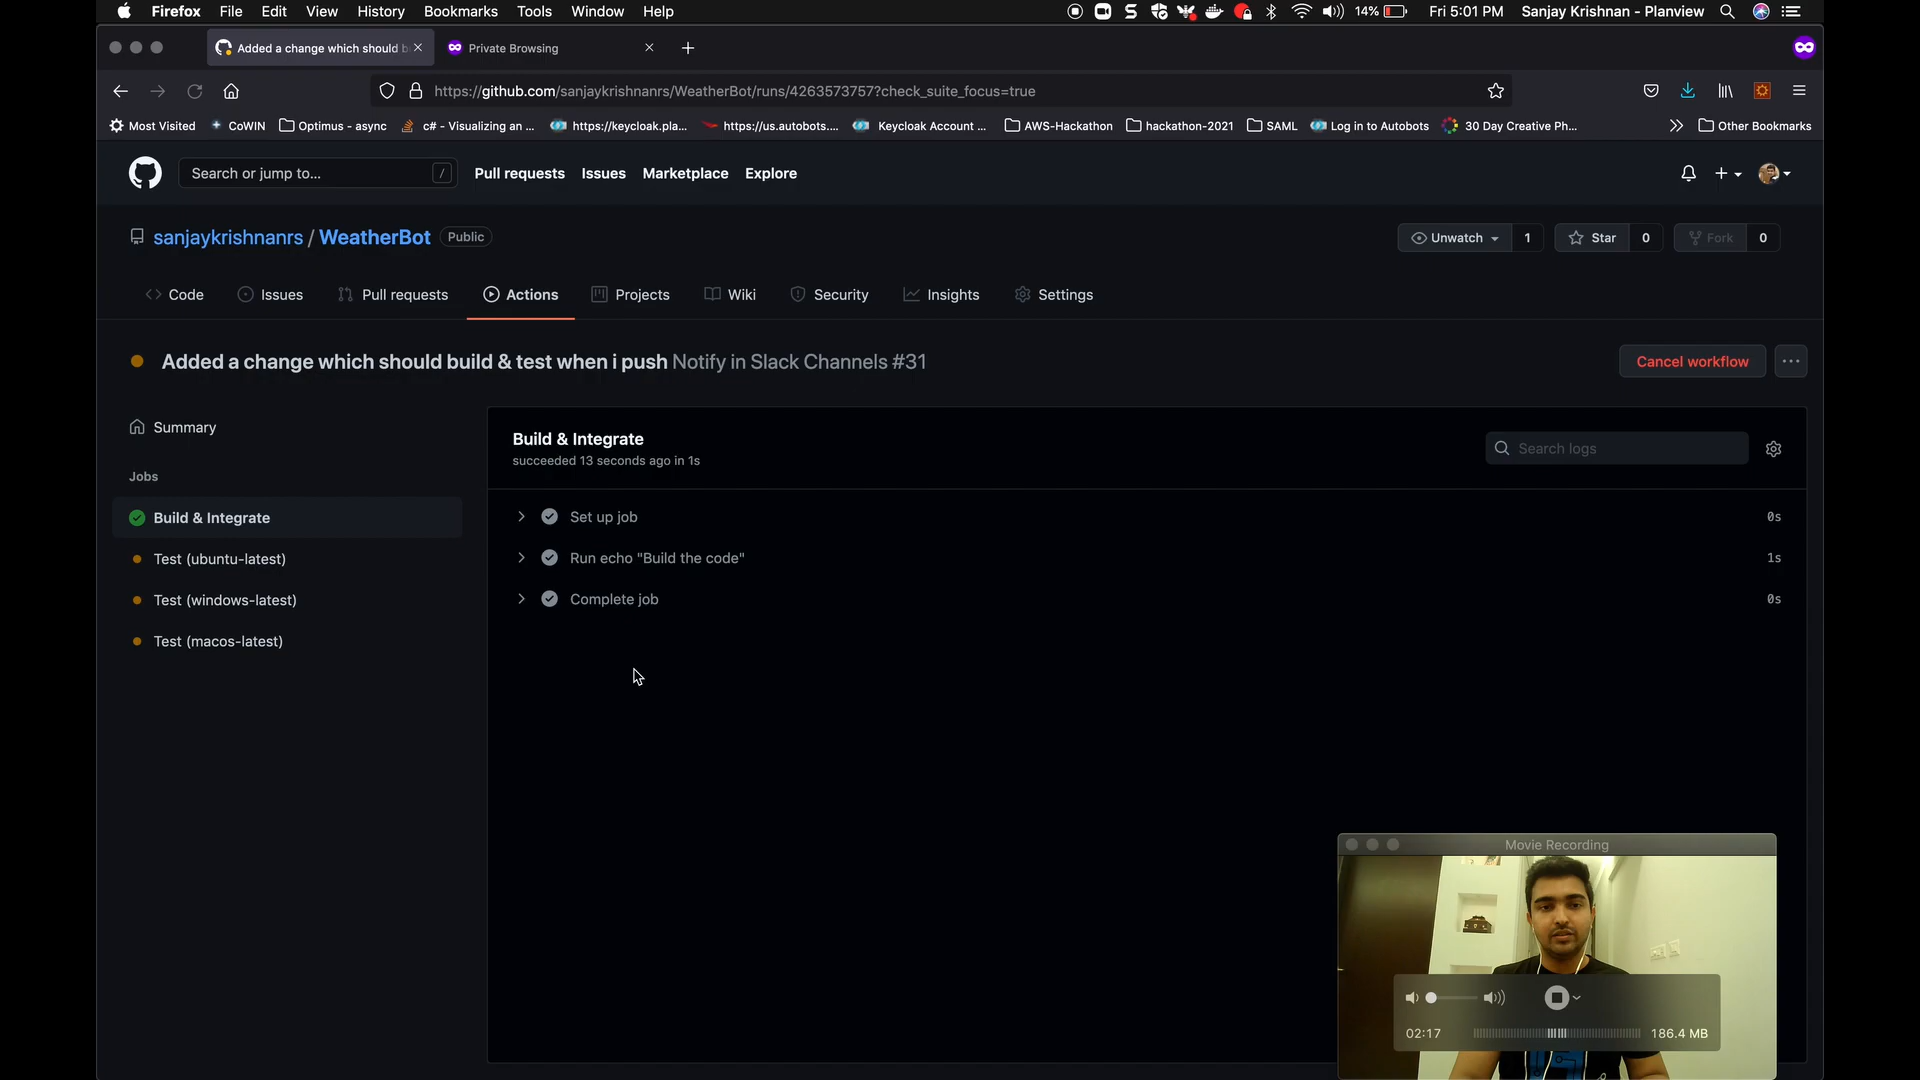 Firefox File Edit View History Bookmarks Tools Window Help 14% Fri 5:01 PM Sanjay Krishnan - Planview
Added a change which should b Private Browsing
https://github.com/sanjaykrishnanrs/WeatherBot/runs/4263573757?check_suite_focus=true
Most Visited CoWIN Optimus - async c# - Visualizing an ... https://keycloak.pla... https://us.autobots.... Keycloak Account ... AWS-Hackathon hackathon-2021 SAML Log in to Autobots 30 Day Creative Ph... Other Bookmarks
Search or jump to... / Pull requests Issues Marketplace Explore
sanjaykrishnanrs / WeatherBot Public Unwatch 1 Star 0 Fork 0
Code Issues Pull requests Actions Projects Wiki Security Insights Settings
Added a change which should build & test when i push Notify in Slack Channels #31 Cancel workflow
Summary
Jobs
Build & Integrate
Test (ubuntu-latest)
Test (windows-latest)
Test (macos-latest)
Build & Integrate
succeeded 13 seconds ago in 1s
Search logs
Set up job 0s
Run echo "Build the code" 1s
Complete job 0s
Movie Recording
02:17 186.4 MB